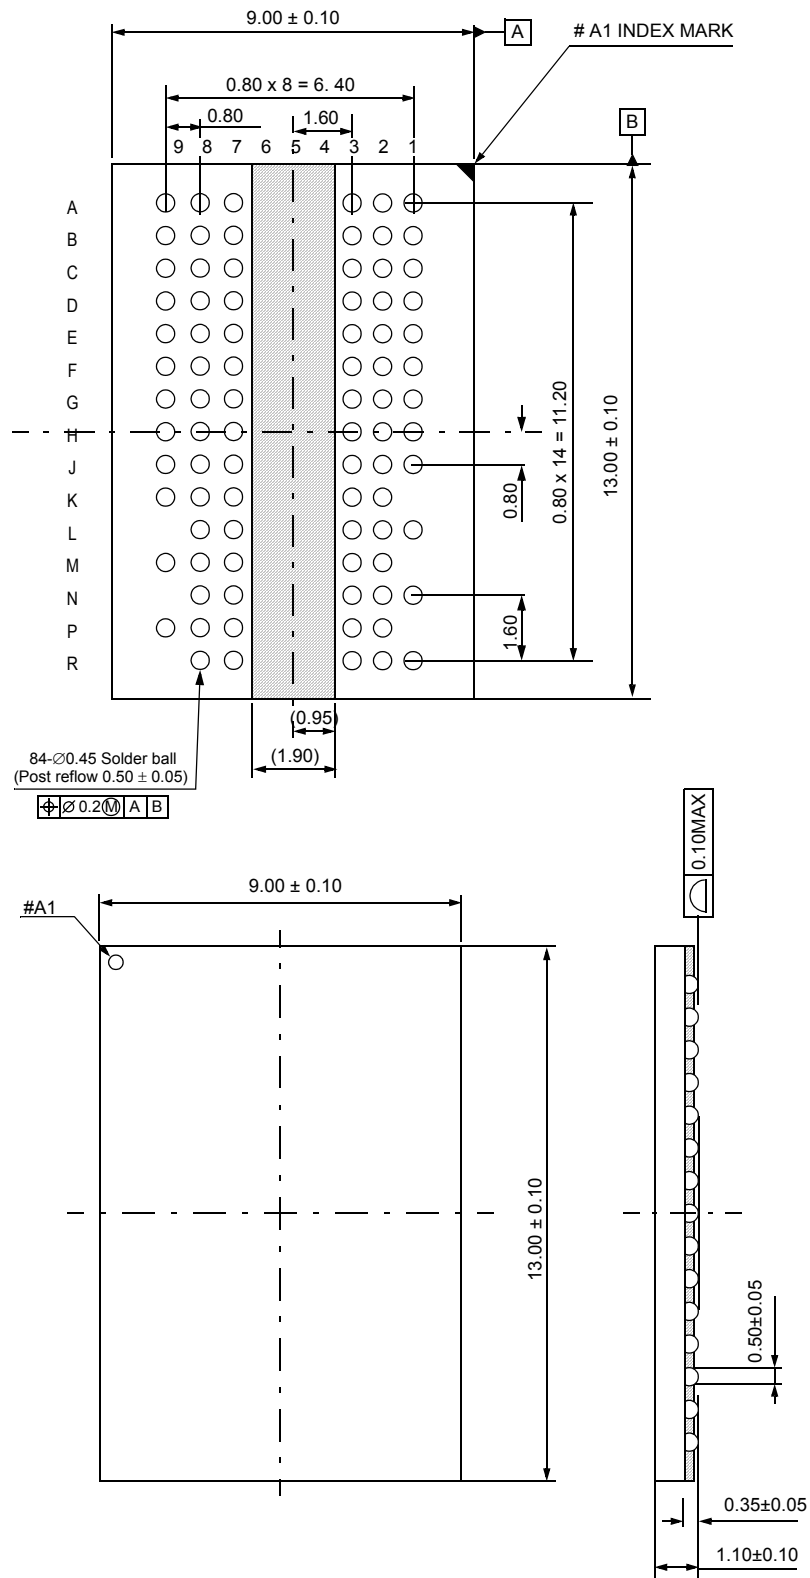 9.00 ± 0.10
A
# A1 INDEX MARK
0.80 x 8 = 6. 40
0.80
1.60
B
9 8 7 6 5 4 3 2 1
A
B
C
D
E
F
G
H
J
K
L
M
N
P
R
0.80
1.60
0.80 x 14 = 11.20
13.00 ± 0.10
(0.95)
(1.90)
84-∅0.45 Solder ball
(Post reflow 0.50 ± 0.05)
⌖ ∅ 0.2 Ⓜ A B
0.10MAX
9.00 ± 0.10
#A1
13.00 ± 0.10
0.50±0.05
0.35±0.05
1.10±0.10